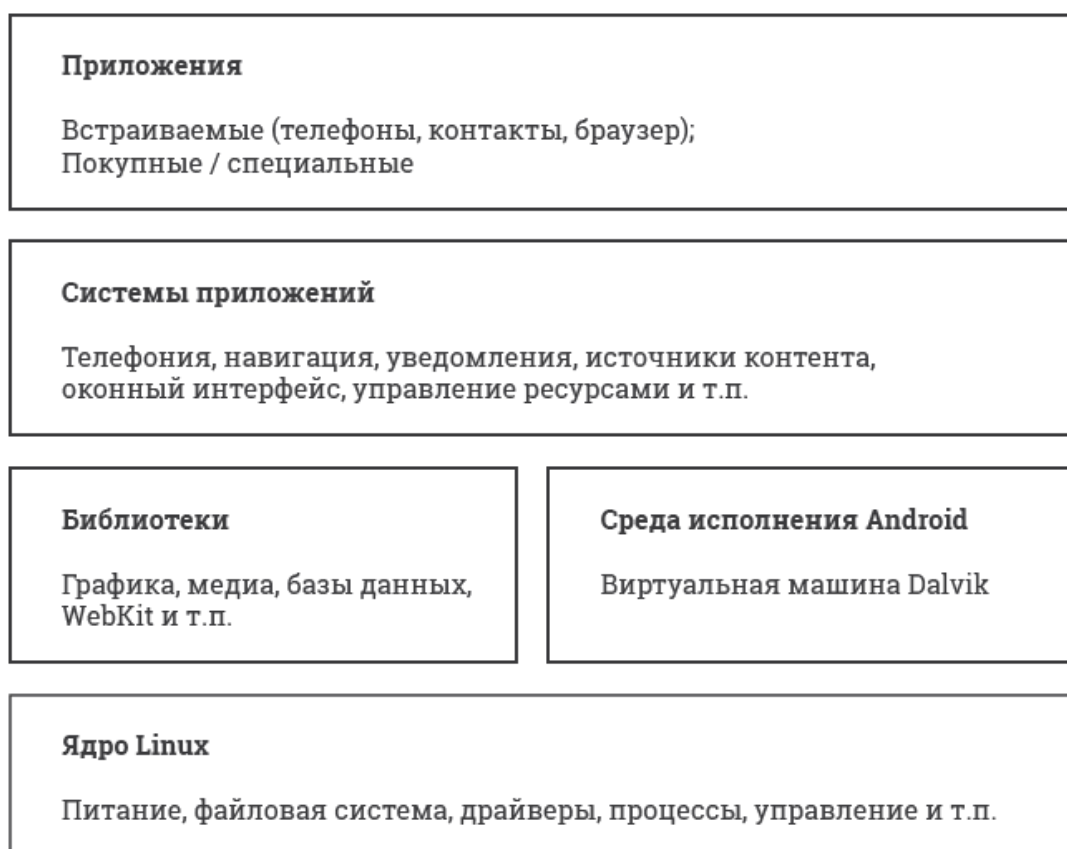 Приложения
Встраиваемые (телефоны, контакты, браузер);
Покупные / специальные
Системы приложений
Телефония, навигация, уведомления, источники контента,
оконный интерфейс, управление ресурсами и т.п.
Библиотеки
Графика, медиа, базы данных,
WebKit и т.п.
Среда исполнения Android
Виртуальная машина Dalvik
Ядро Linux
Питание, файловая система, драйверы, процессы, управление и т.п.